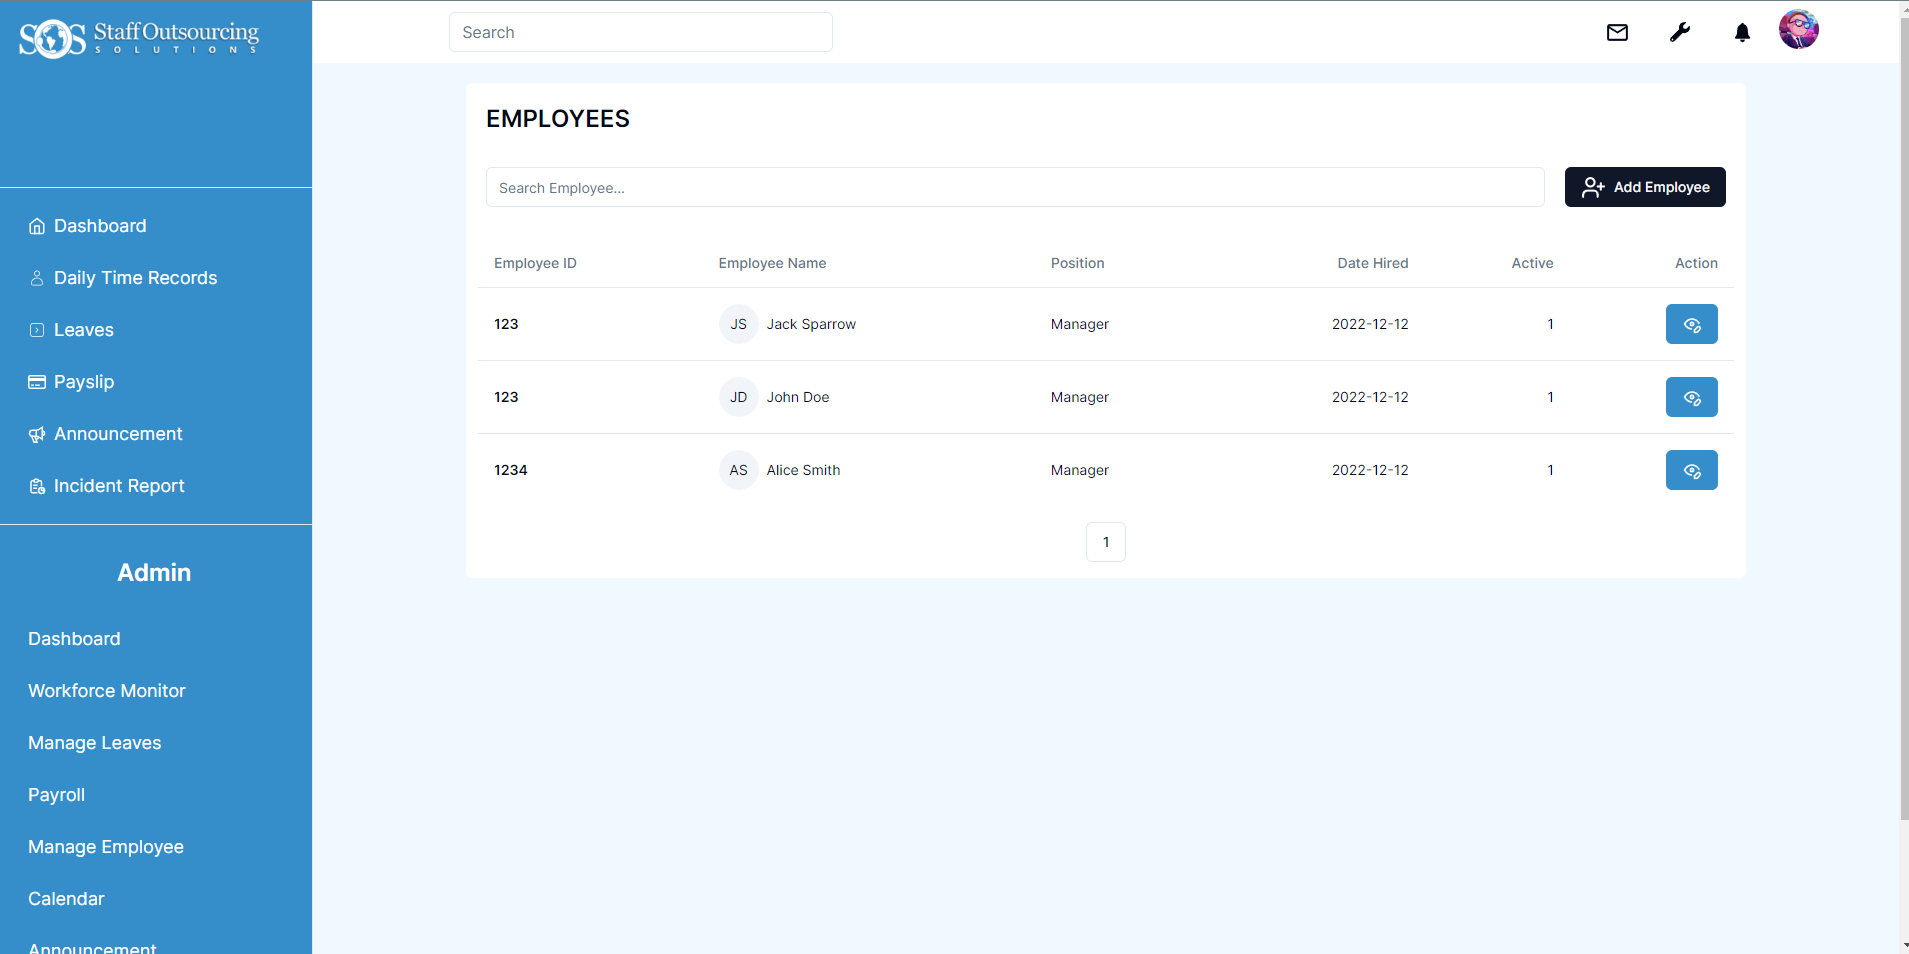 SOS Staff Outsourcing
SOLUTIONS
Search
Dashboard
Daily Time Records
Leaves
Payslip
Announcement
Incident Report
Admin
Dashboard
Workforce Monitor
Manage Leaves
Payroll
Manage Employee
Calendar
Announcement
EMPLOYEES
Search Employee...
Add Employee
Employee ID Employee Name Position Date Hired Active Action
123 JS Jack Sparrow Manager 2022-12-12 1
123 JD John Doe Manager 2022-12-12 1
1234 AS Alice Smith Manager 2022-12-12 1
1